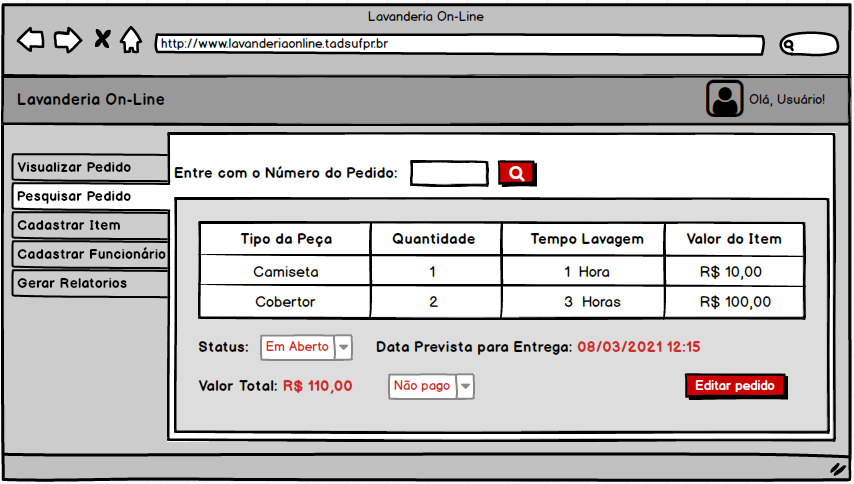 Lavanderia On-Line
http://www.lavanderiaonline.tadsufpr.br
Lavanderia On-Line
Olá, Usuário!
Visualizar Pedido
Pesquisar Pedido
Cadastrar Item
Cadastrar Funcionário
Gerar Relatorios
Entre com o Número do Pedido:
Tipo da Peça Quantidade Tempo Lavagem Valor do Item
Camiseta 1 1 Hora R$ 10,00
Cobertor 2 3 Horas R$ 100,00
Status: Em Aberto Data Prevista para Entrega: 08/03/2021 12:15
Valor Total: R$ 110,00 Não pago Editar pedido